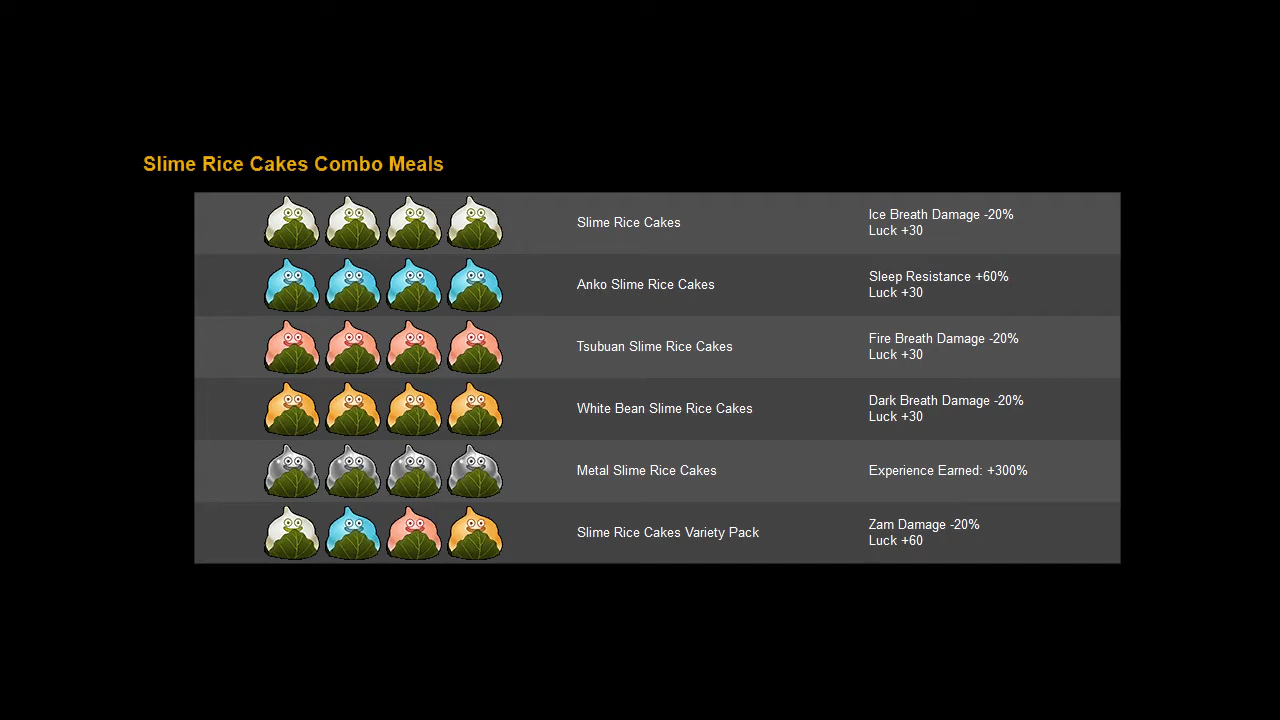 Slime Rice Cakes Combo Meals
Slime Rice Cakes
Ice Breath Damage -20%
Luck +30
Anko Slime Rice Cakes
Sleep Resistance +60%
Luck +30
Tsubuan Slime Rice Cakes
Fire Breath Damage -20%
Luck +30
White Bean Slime Rice Cakes
Dark Breath Damage -20%
Luck +30
Metal Slime Rice Cakes
Experience Earned: +300%
Slime Rice Cakes Variety Pack
Zam Damage -20%
Luck +60